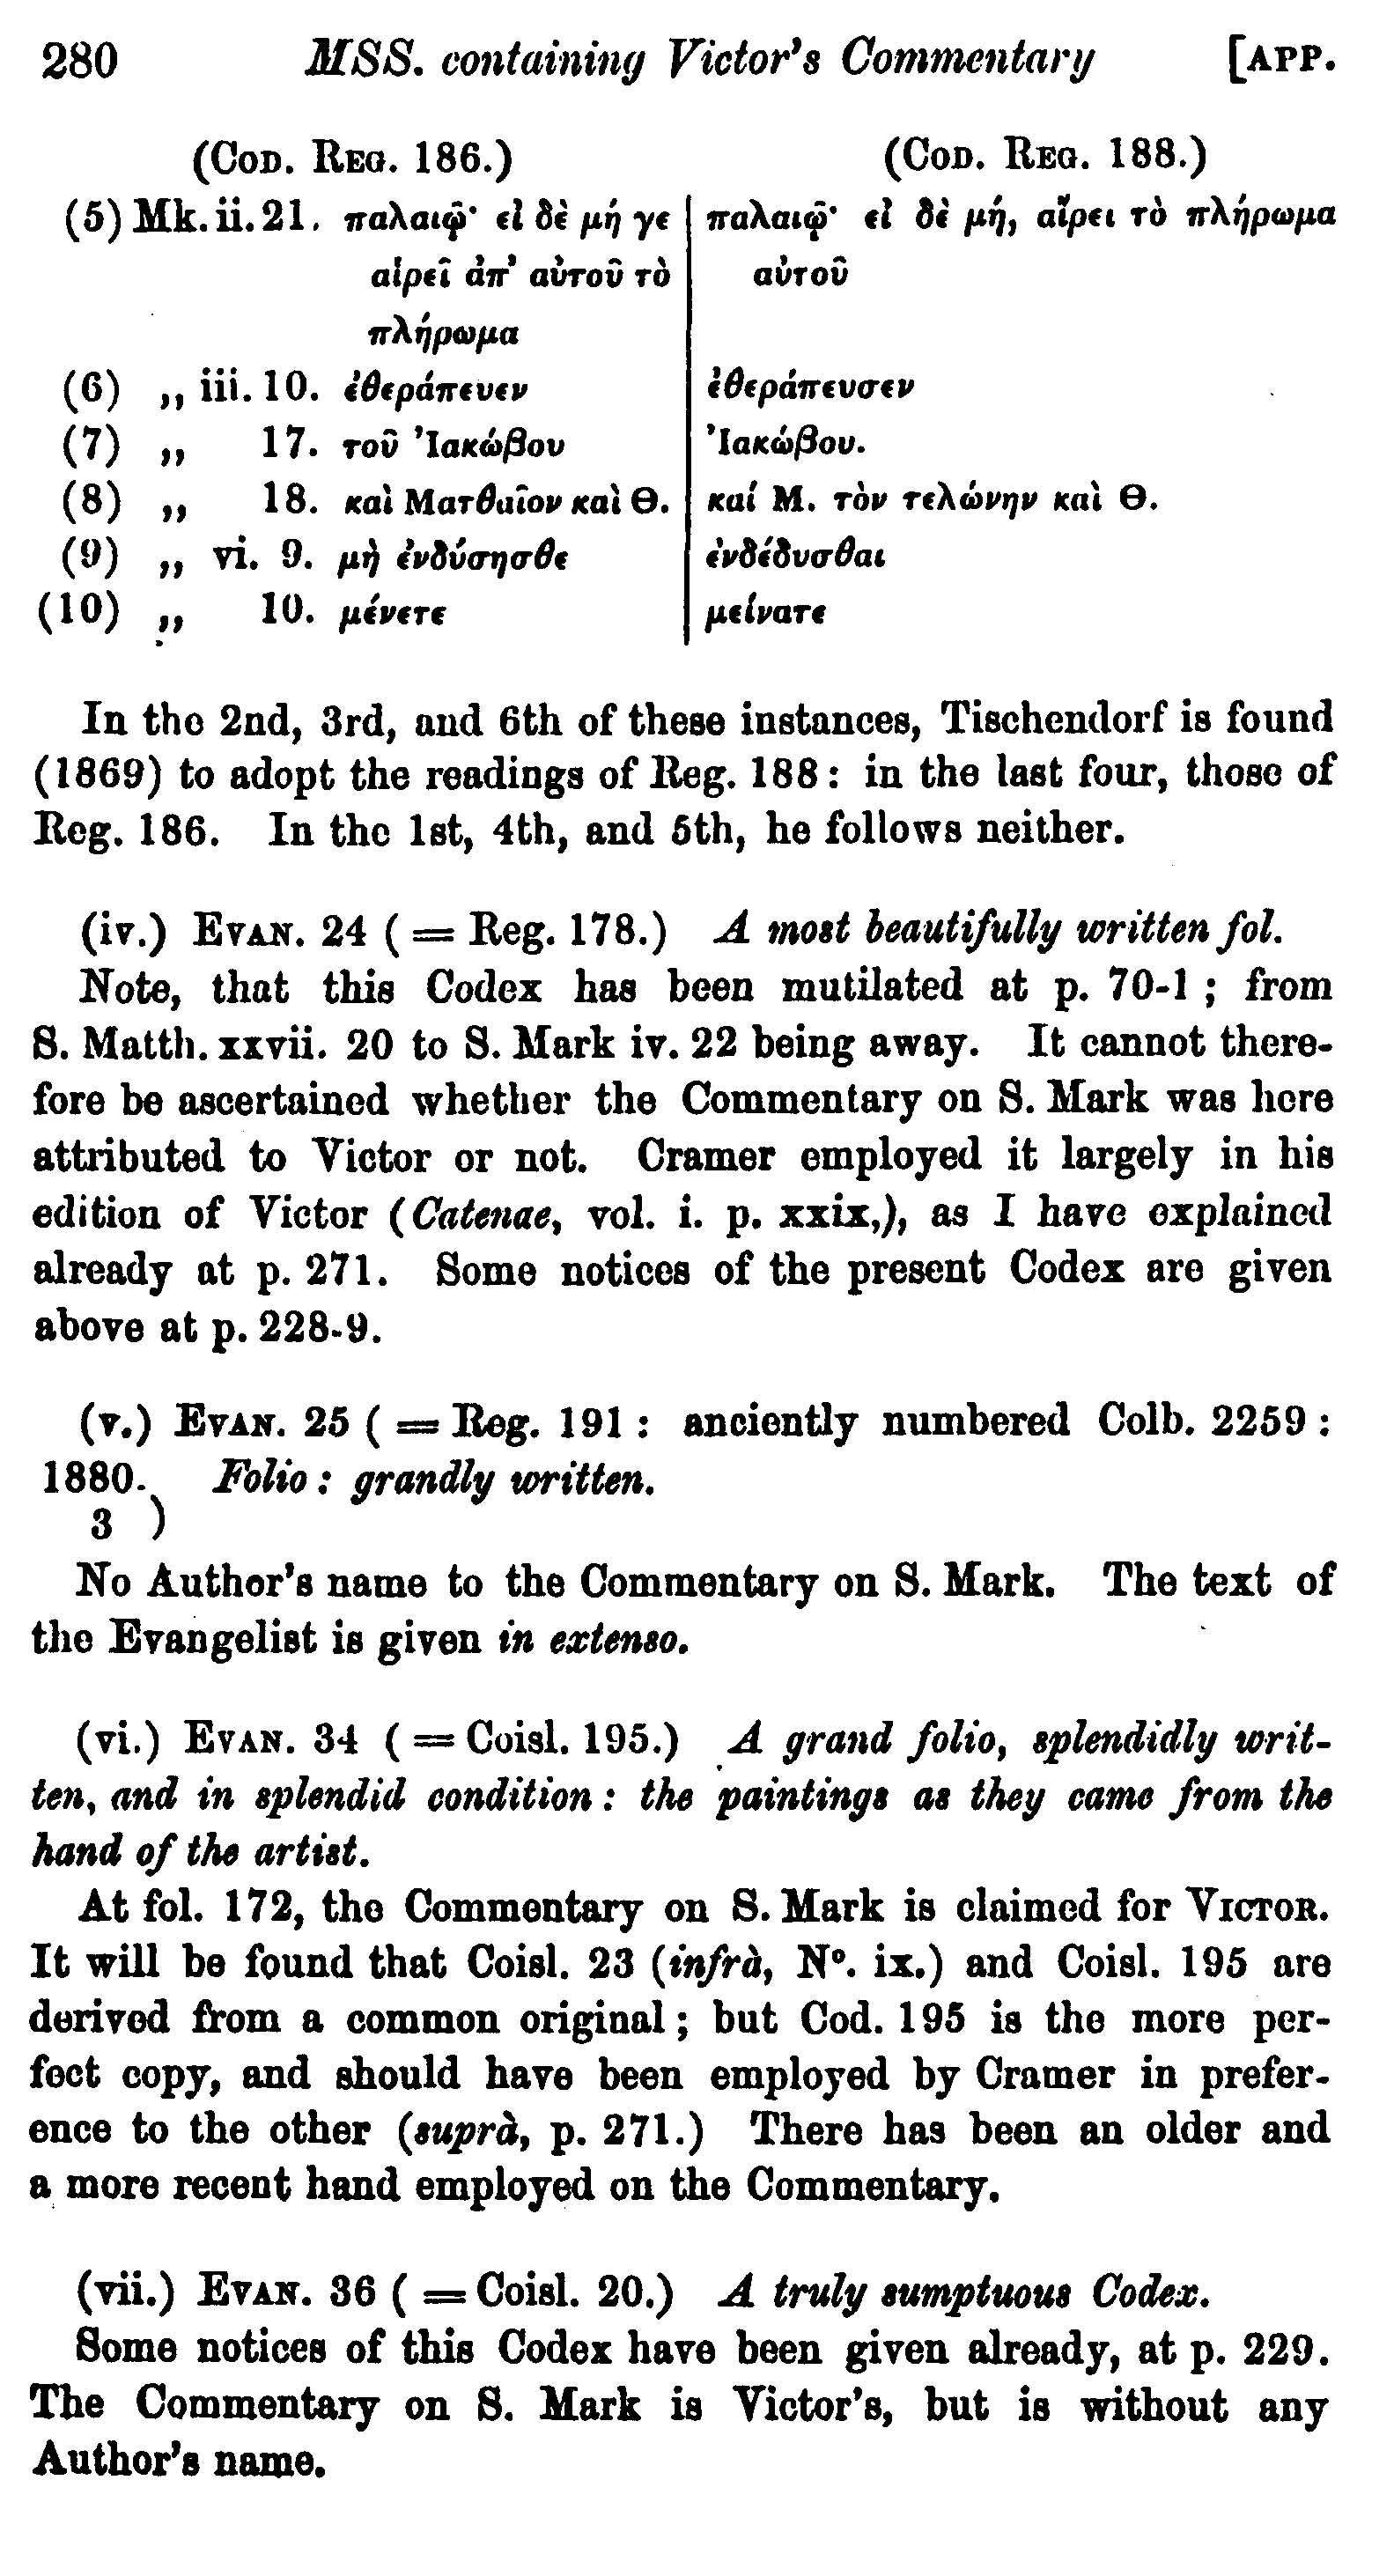 280 MSS. containing Victor's Commentary [APP.
(COD. REG. 186.) (COD. REG. 188.)
(5) Mk. ii. 21. παλαιῷ· εἰ δὲ μή γε | παλαιῷ· εἰ δὲ μή, αἴρει τὸ πλήρωμα
αἱρεῖ ἀπ' αὐτοῦ τὸ | αὐτοῦ
πλήρωμα
(6) „ iii. 10. ἐθεράπευεν | ἐθεράπευσεν
(7) „ 17. τοῦ Ἰακώβου | Ἰακώβου.
(8) „ 18. καὶ Ματθαῖον καὶ Θ. | καί Μ. τὸν τελώνην καὶ Θ.
(9) „ vi. 9. μὴ ἐνδύσησθε | ἐνδέδυσθαι
(10) „ 10. μένετε | μείνατε
In the 2nd, 3rd, and 6th of these instances, Tischendorf is found
(1869) to adopt the readings of Reg. 188: in the last four, those of
Reg. 186. In the 1st, 4th, and 5th, he follows neither.
(iv.) EVAN. 24 (= Reg. 178.) A most beautifully written fol.
Note, that this Codex has been mutilated at p. 70-1; from
S. Matth. xxvii. 20 to S. Mark iv. 22 being away. It cannot there-
fore be ascertained whether the Commentary on S. Mark was here
attributed to Victor or not. Cramer employed it largely in his
edition of Victor (Catenae, vol. i. p. xxix,), as I have explained
already at p. 271. Some notices of the present Codex are given
above at p. 228-9.
(v.) EVAN. 25 (= Reg. 191: anciently numbered Colb. 2259:
1880. Folio: grandly written.
3 )
No Author's name to the Commentary on S. Mark. The text of
the Evangelist is given in extenso.
(vi.) EVAN. 34 (= Coisl. 195.) A grand folio, splendidly writ-
ten, and in splendid condition: the paintings as they came from the
hand of the artist.
At fol. 172, the Commentary on S. Mark is claimed for VICTOR.
It will be found that Coisl. 23 (infrà, Nº. ix.) and Coisl. 195 are
derived from a common original; but Cod. 195 is the more per-
fect copy, and should have been employed by Cramer in prefer-
ence to the other (suprà, p. 271.) There has been an older and
a more recent hand employed on the Commentary.
(vii.) EVAN. 36 (= Coisl. 20.) A truly sumptuous Codex.
Some notices of this Codex have been given already, at p. 229.
The Commentary on S. Mark is Victor's, but is without any
Author's name.